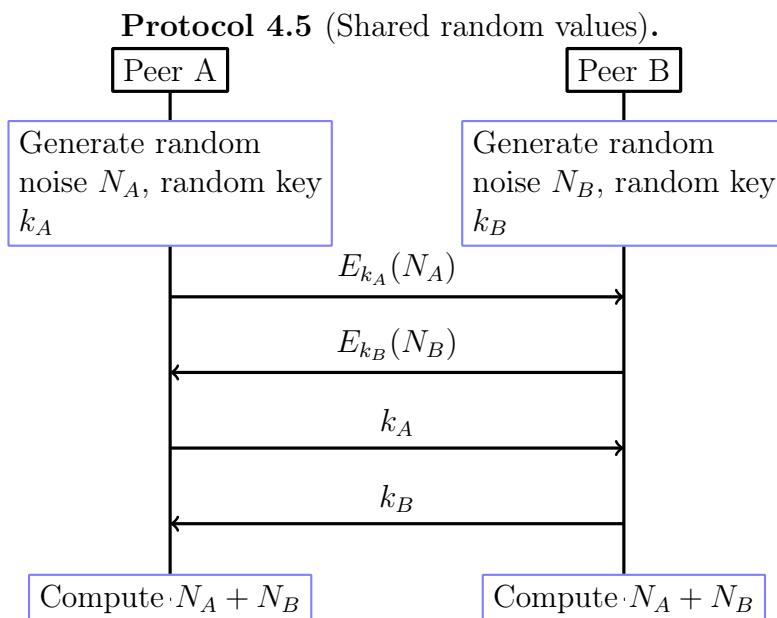 Protocol 4.5 (Shared random values).
Peer A
Peer B
Generate random
noise $N_A$, random key
$k_A$
Generate random
noise $N_B$, random key
$k_B$
$E_{k_A}(N_A)$
$E_{k_B}(N_B)$
$k_A$
$k_B$
Compute $N_A + N_B$
Compute $N_A + N_B$